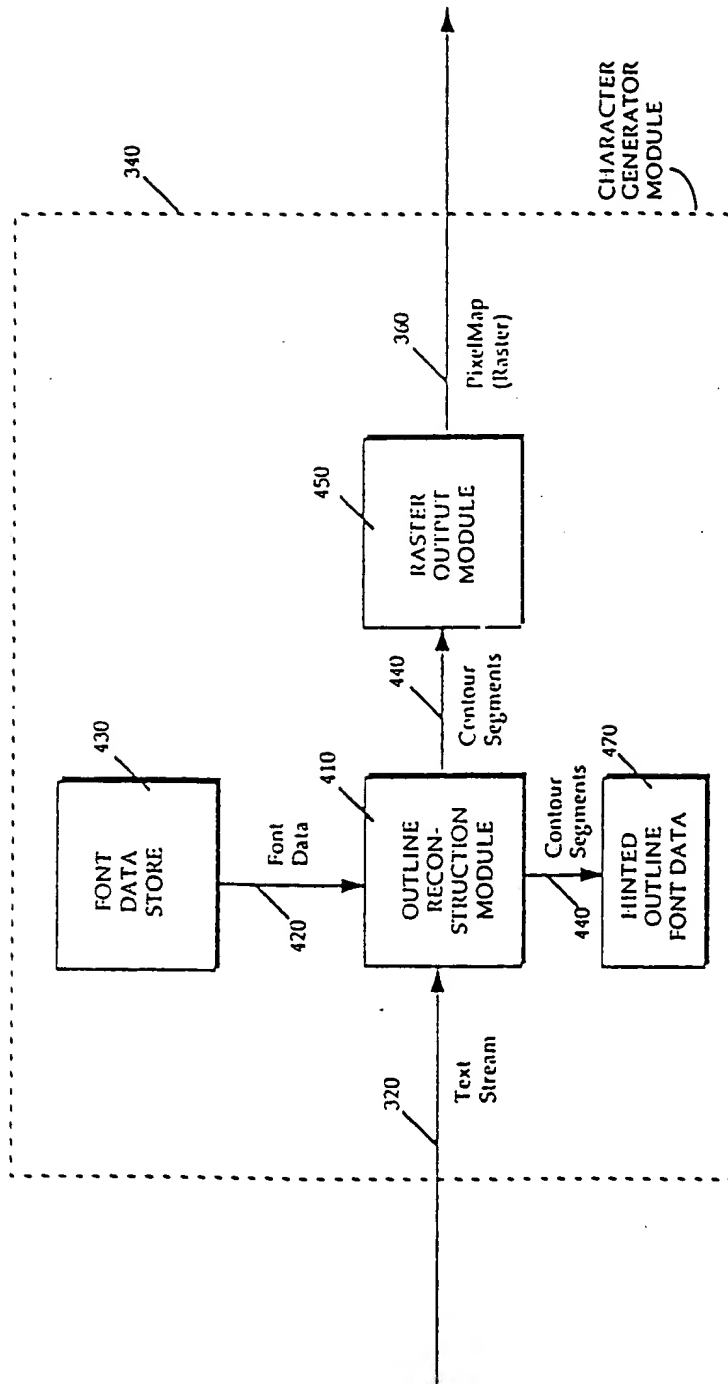 340
CHARACTER
GENERATOR
MODULE
430
FONT
DATA
STORE
Font
Data
420
320
Text
Stream
410
OUTLINE
RECON-
STRUCTION
MODULE
440
Contour
Segments
450
RASTER
OUTPUT
MODULE
360
PixelMap
(Raster)
Contour
Segments
440
470
HINTED
OUTLINE
FONT DATA